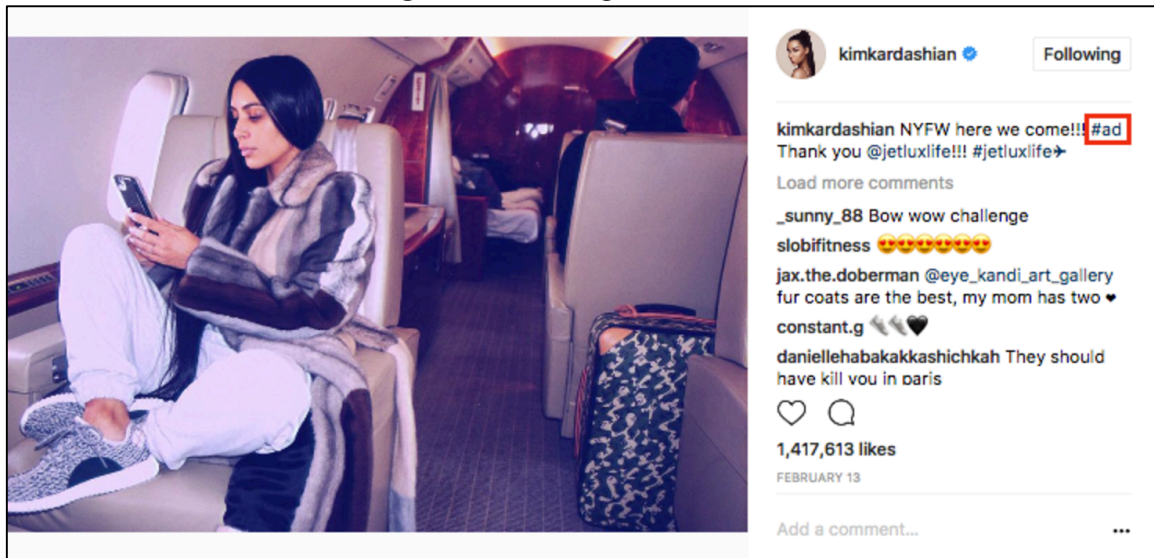 kimkardashian
Following
kimkardashian NYFW here we come!!! #ad
Thank you @jetluxlife!!! #jetluxlife✈
Load more comments
_sunny_88 Bow wow challenge
slobifitness 😍😍😍😍😍😍
jax.the.doberman @eye_kandi_art_gallery
fur coats are the best, my mom has two ❤
constant.g
daniellehabakakkashichkah They should
have kill you in paris
1,417,613 likes
FEBRUARY 13
Add a comment...